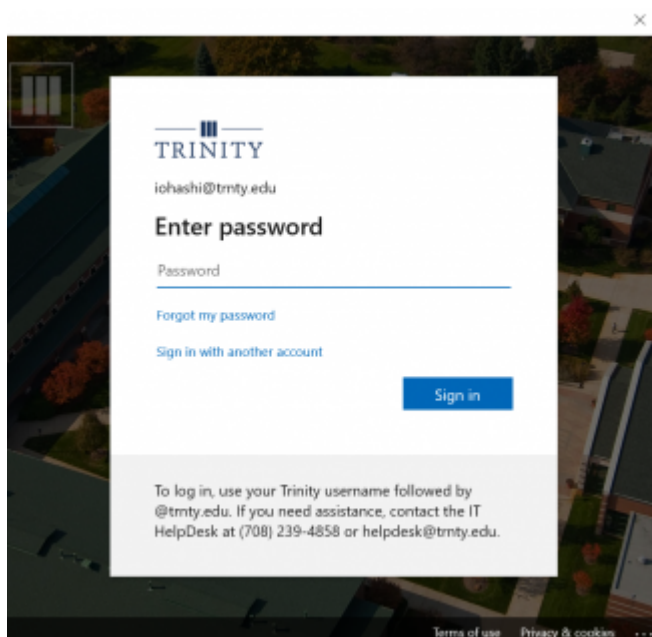 TRINITY
iohashi@trnty.edu
Enter password
Password
Forgot my password
Sign in with another account
Sign in
To log in, use your Trinity username followed by
@trnty.edu. If you need assistance, contact the IT
HelpDesk at (708) 239-4858 or helpdesk@trnty.edu.
Terms of use Privacy & cookies ...